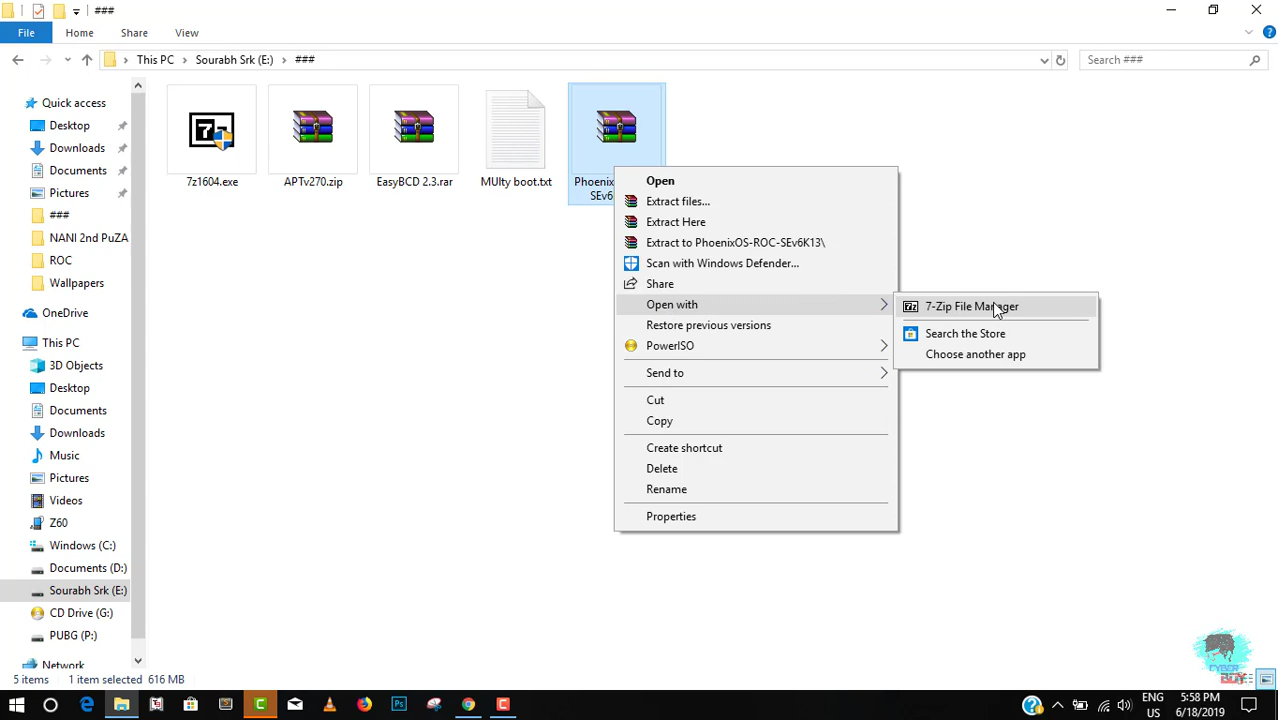 ###
File
Home
Share
View
This PC
Sourabh Srk (E:)
###
Search ###
Quick access
Desktop
Downloads
Documents
Pictures
###
NANI 2nd PuZA
ROC
Wallpapers
OneDrive
This PC
3D Objects
Desktop
Documents
Downloads
Music
Pictures
Videos
Z60
Windows (C:)
Documents (D:)
Sourabh Srk (E:)
CD Drive (G:)
PUBG (P:)
Network
7z1604.exe
APTv270.zip
EasyBCD 2.3.rar
MUlty boot.txt
Phoenix
SEv6
Open
Extract files...
Extract Here
Extract to PhoenixOS-ROC-SEv6K13\
Scan with Windows Defender...
Share
Open with
Restore previous versions
PowerISO
Send to
Cut
Copy
Create shortcut
Delete
Rename
Properties
7-Zip File Manager
Search the Store
Choose another app
5 items
1 item selected 616 MB
CYBER
BOY
ENG
US
5:58 PM
6/18/2019